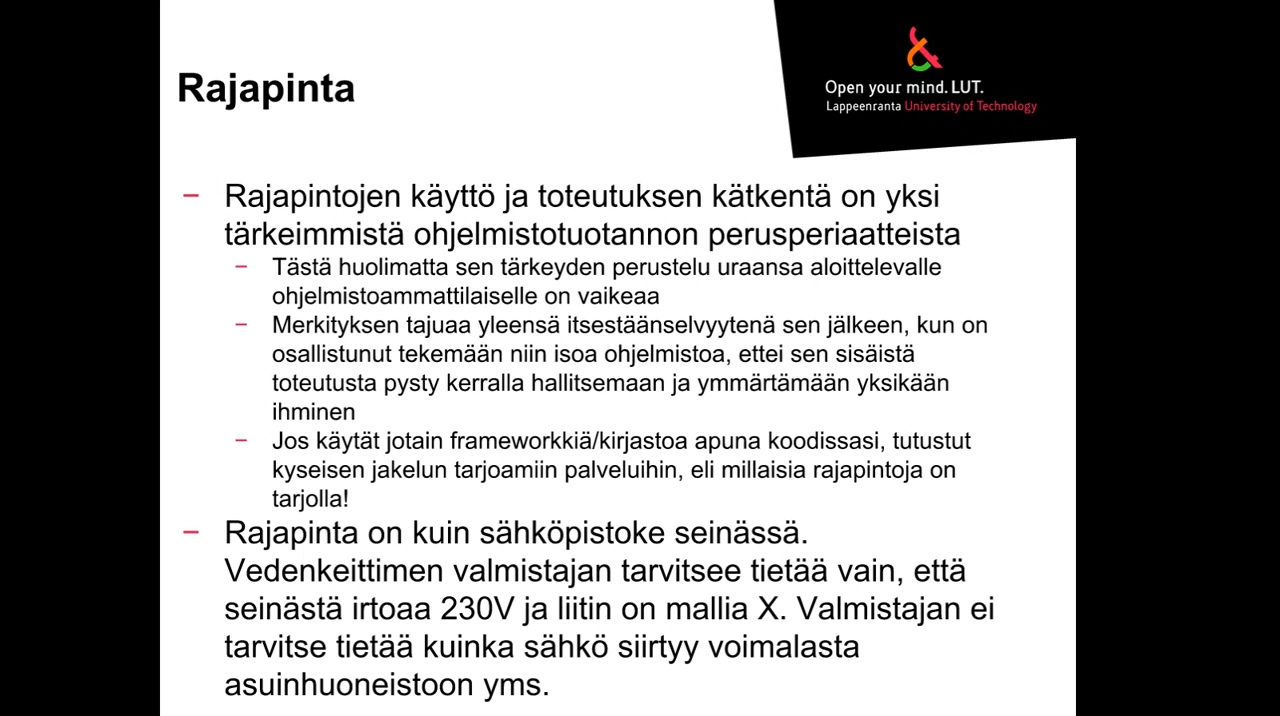 Rajapinta
Open your mind. LUT.
Lappeenranta University of Technology
– Rajapintojen käyttö ja toteutuksen kätkentä on yksi
tärkeimmistä ohjelmistotuotannon perusperiaatteista
– Tästä huolimatta sen tärkeyden perustelu uraansa aloittelevalle
ohjelmistoammattilaiselle on vaikeaa
– Merkityksen tajuaa yleensä itsestäänselvyytenä sen jälkeen, kun on
osallistunut tekemään niin isoa ohjelmistoa, ettei sen sisäistä
toteutusta pysty kerralla hallitsemaan ja ymmärtämään yksikään
ihminen
– Jos käytät jotain frameworkkiä/kirjastoa apuna koodissasi, tutustut
kyseisen jakelun tarjoamiin palveluihin, eli millaisia rajapintoja on
tarjolla!
– Rajapinta on kuin sähköpistoke seinässä.
Vedenkeittimen valmistajan tarvitsee tietää vain, että
seinästä irtoaa 230V ja liitin on mallia X. Valmistajan ei
tarvitse tietää kuinka sähkö siirtyy voimalasta
asuinhuoneistoon yms.